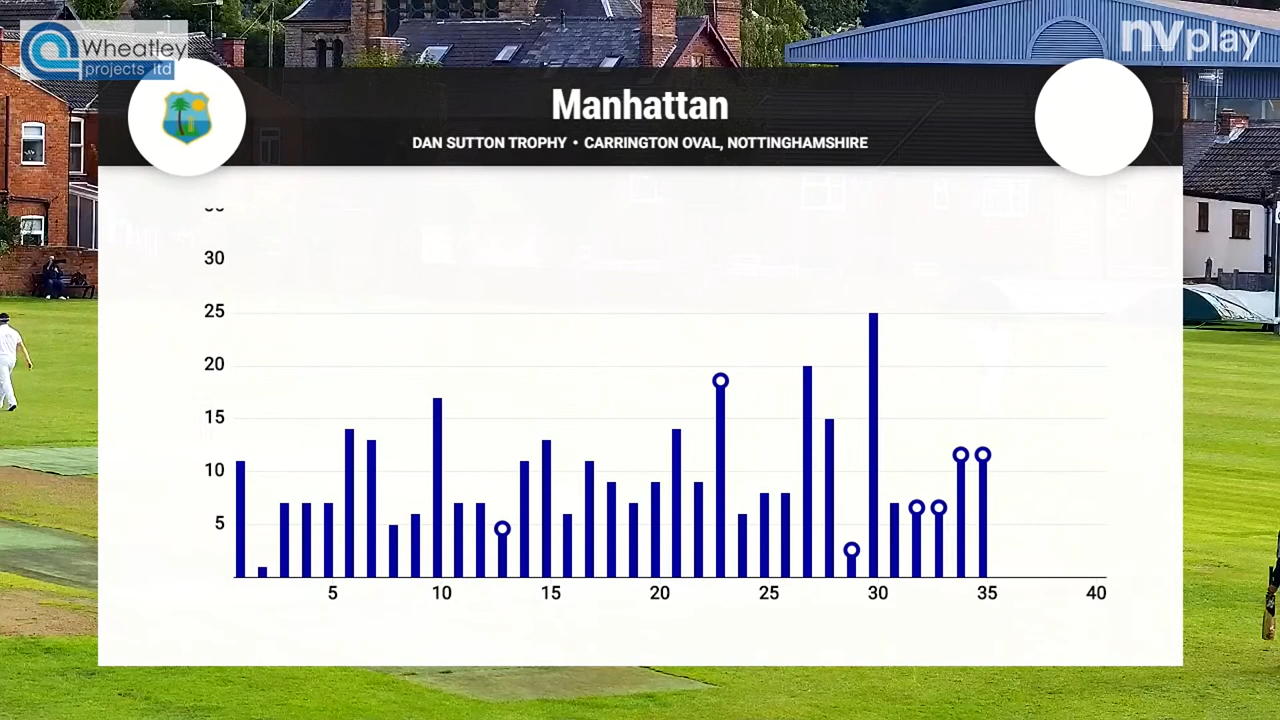 Wheatley
projects ltd
nvplay
Manhattan
DAN SUTTON TROPHY • CARRINGTON OVAL, NOTTINGHAMSHIRE
30
25
20
15
10
5
5 10 15 20 25 30 35 40